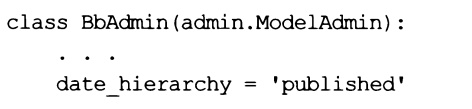 class BbAdmin(admin.ModelAdmin):
    . . .
    date_hierarchy = 'published'